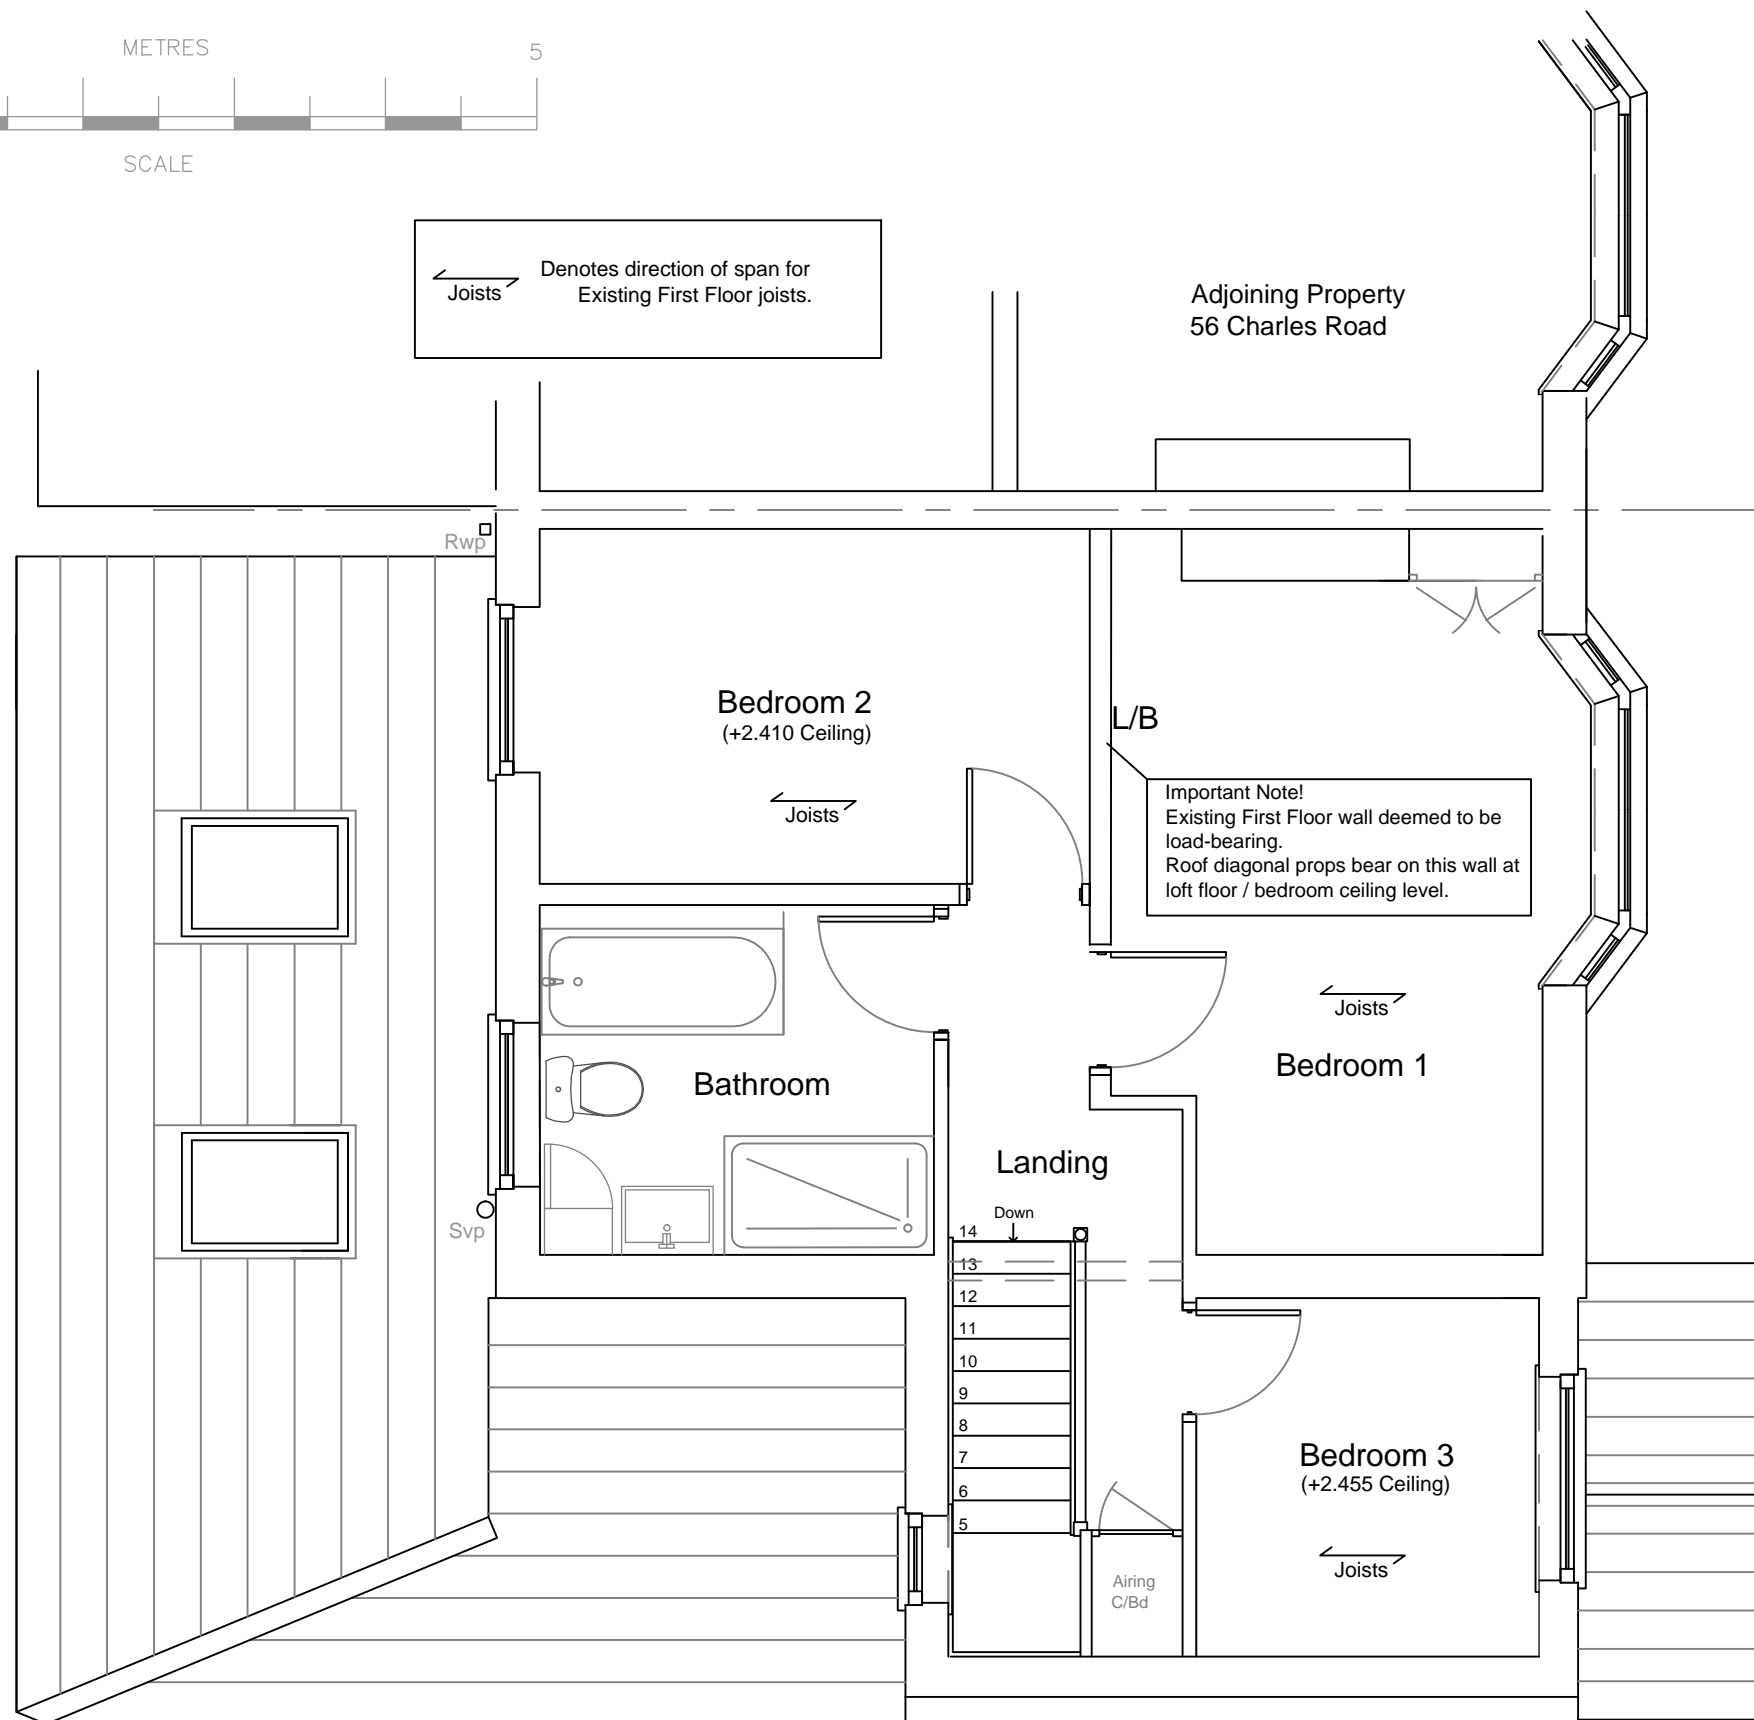 METRES
5
SCALE
Joists
Denotes direction of span for
Existing First Floor joists.
Adjoining Property
56 Charles Road
Rwp
Bedroom 2
(+2.410 Ceiling)
L/B
Joists
Important Note!
Existing First Floor wall deemed to be
load-bearing.
Roof diagonal props bear on this wall at
loft floor / bedroom ceiling level.
Joists
Bedroom 1
Bathroom
Landing
Down
Svp
14
13
12
11
10
9
8
7
6
5
Bedroom 3
(+2.455 Ceiling)
Joists
Airing
C/Bd